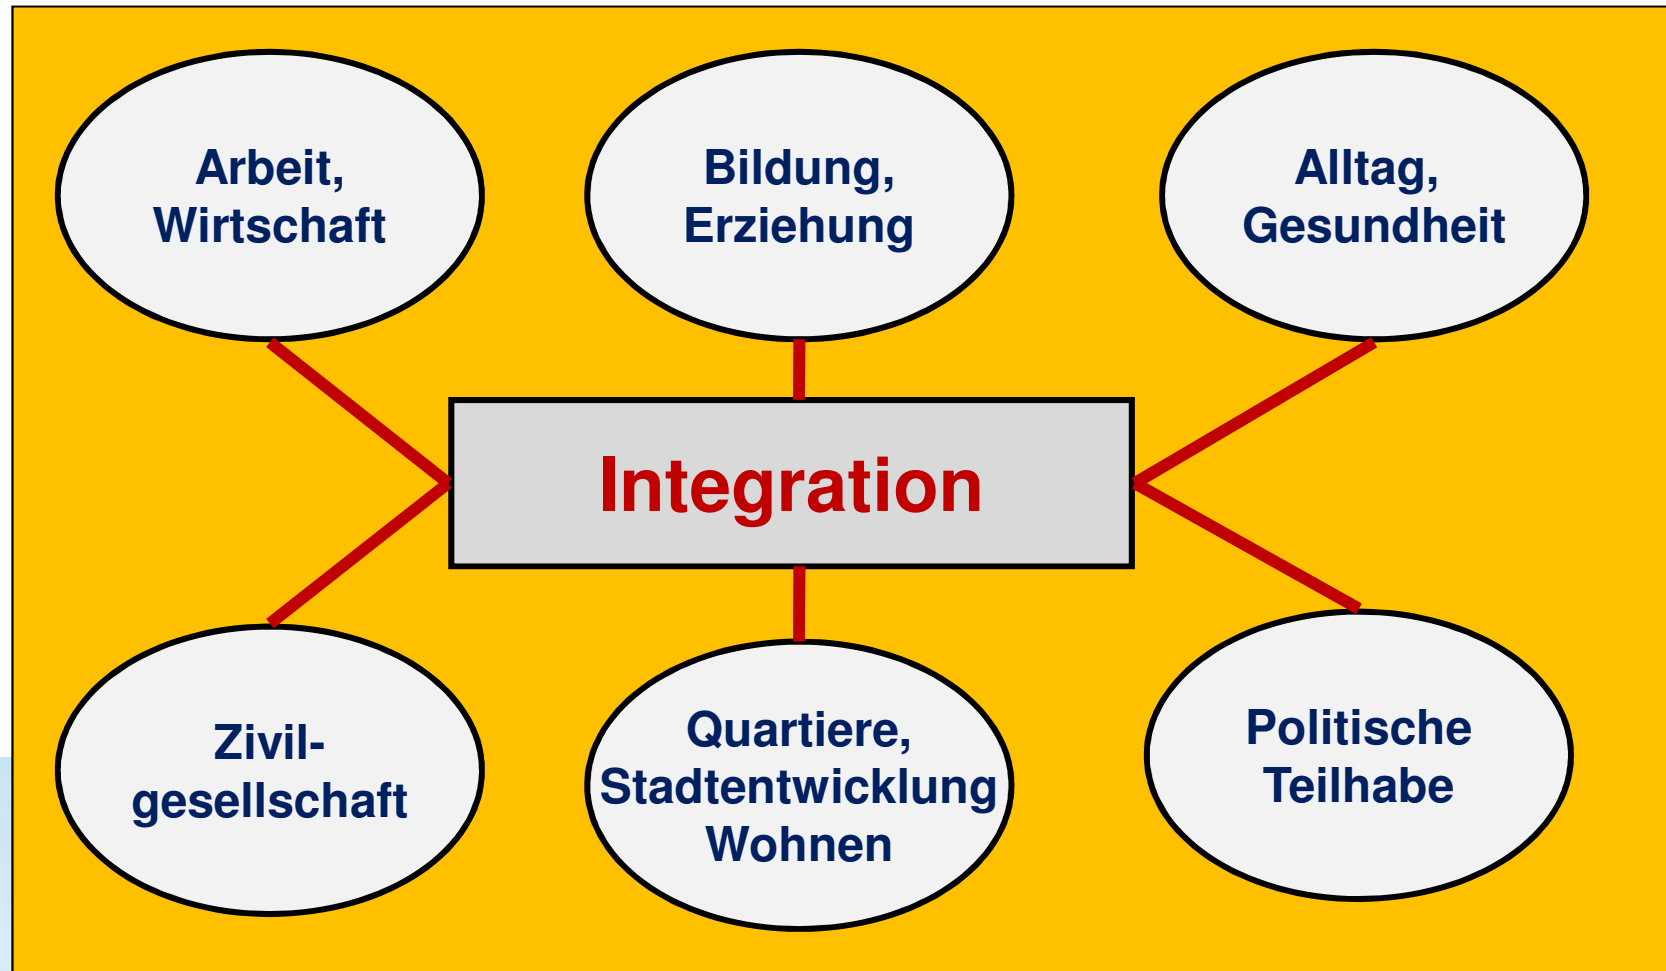 Arbeit,
Wirtschaft
Bildung,
Erziehung
Alltag,
Gesundheit
Integration
Zivil-
gesellschaft
Quartiere,
Stadtentwicklung
Wohnen
Politische
Teilhabe